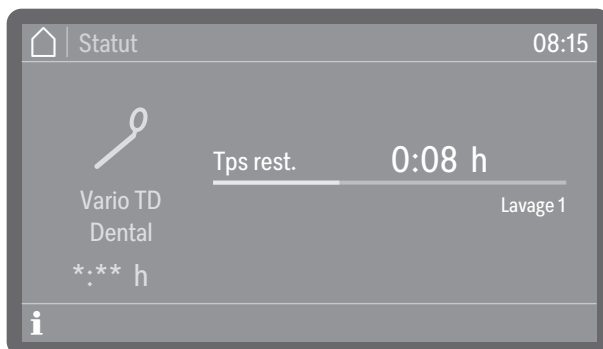 Statut 08:15
Tps rest. 0:08 h
Lavage 1
Vario TD
Dental
*:** h
i